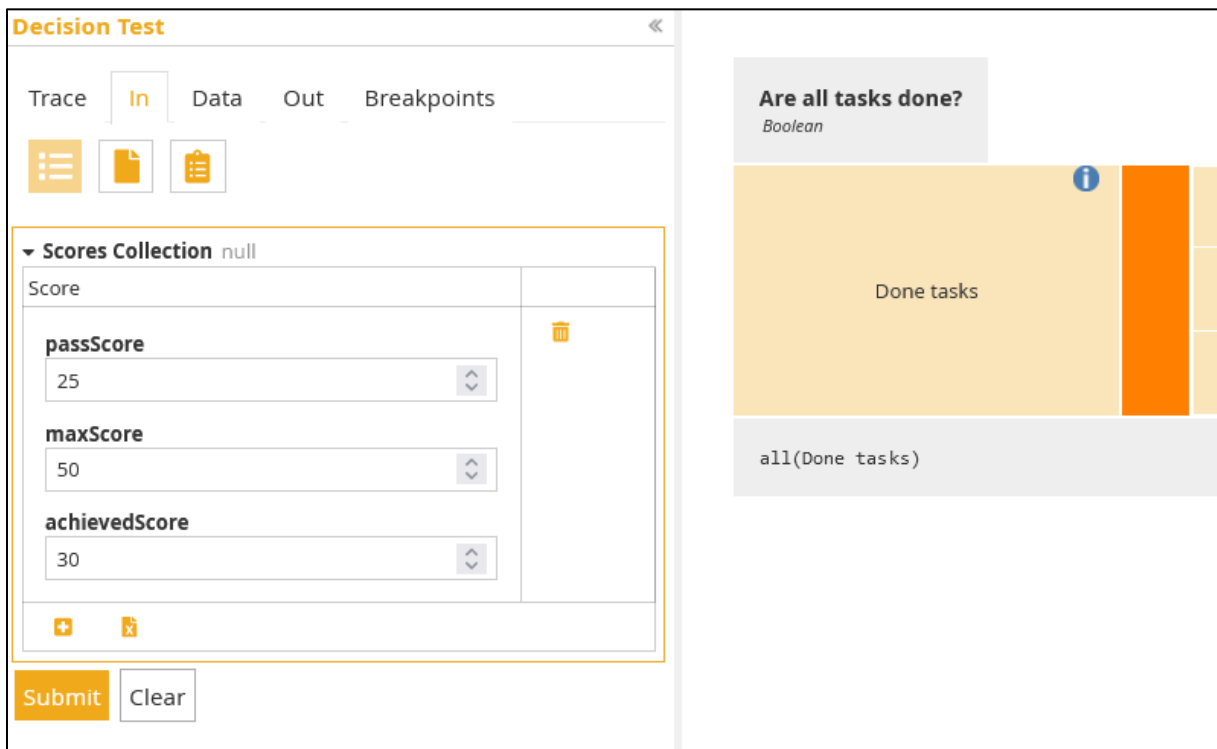 Decision Test
Trace In Data Out Breakpoints
Scores Collection null
Score
passScore
25
maxScore
50
achievedScore
30
Submit Clear
Are all tasks done?
Boolean
Done tasks
all(Done tasks)